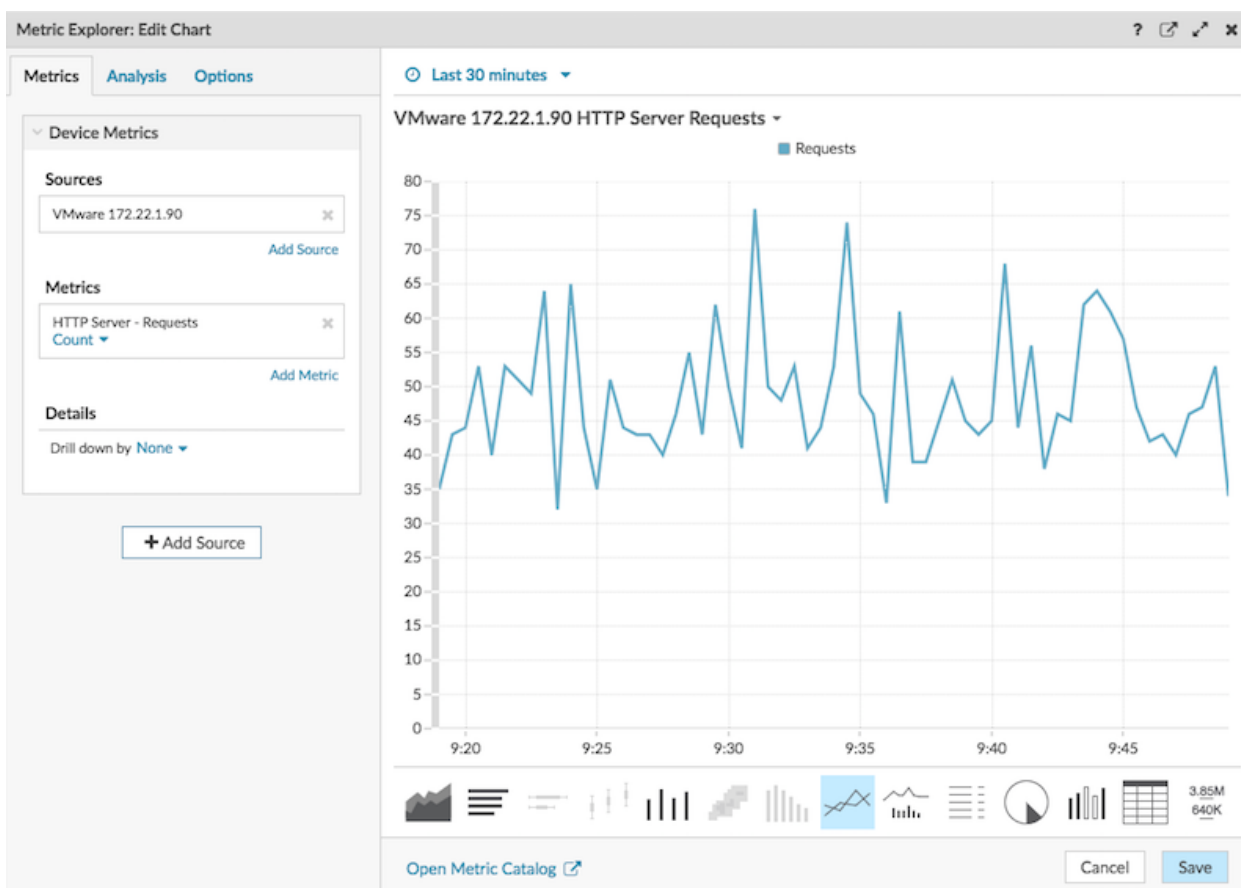 Metric Explorer: Edit Chart
?
Metrics Analysis Options
Device Metrics
Sources
VMware 172.22.1.90
Add Source
Metrics
HTTP Server - Requests
Count
Add Metric
Details
Drill down by None
+ Add Source
Last 30 minutes
VMware 172.22.1.90 HTTP Server Requests
Requests
80
75
70
65
60
55
50
45
40
35
30
25
20
15
10
5
0
9:20 9:25 9:30 9:35 9:40 9:45
3.85M
640K
Open Metric Catalog
Cancel Save